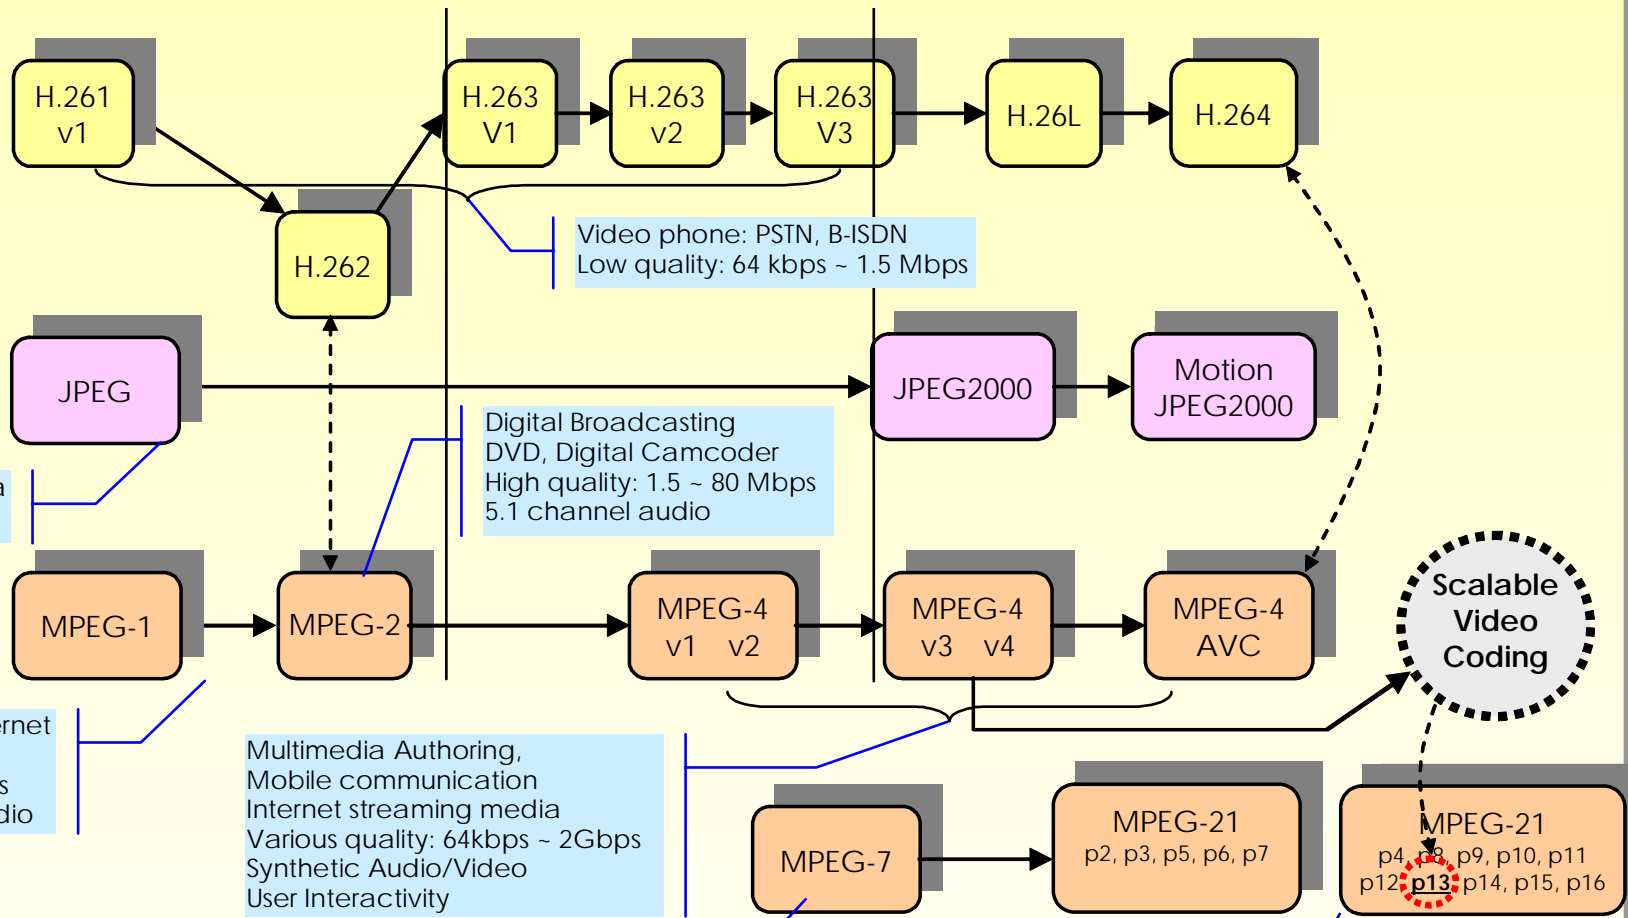 H.261
v1
H.263
V1
H.263
v2
H.263
V3
H.26L
H.264
H.262
Video phone: PSTN, B-ISDN
Low quality: 64 kbps ~ 1.5 Mbps
JPEG
JPEG2000
Motion
JPEG2000
Digital Broadcasting
DVD, Digital Camcoder
High quality: 1.5 ~ 80 Mbps
5.1 channel audio
MPEG-1
MPEG-2
MPEG-4
v1 v2
MPEG-4
v3 v4
MPEG-4
AVC
Scalable
Video
Coding
Multimedia Authoring,
Mobile communication
Internet streaming media
Various quality: 64kbps ~ 2Gbps
Synthetic Audio/Video
User Interactivity
MPEG-7
MPEG-21
p2, p3, p5, p6, p7
MPEG-21
p4, p8, p9, p10, p11
p12 p13 p14, p15, p16